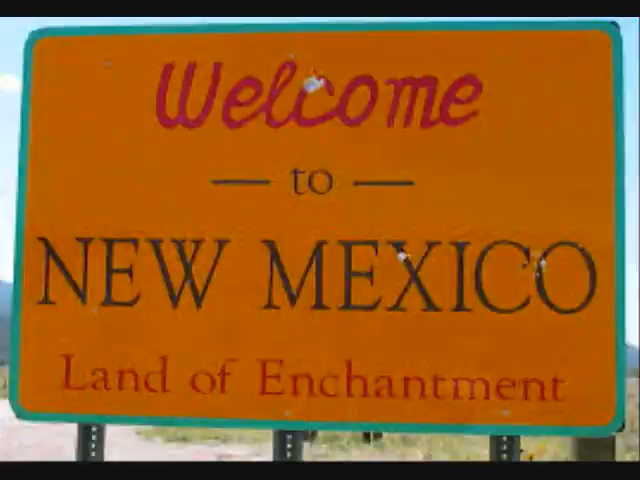 Welcome
— to —
NEW MEXICO
Land of Enchantment